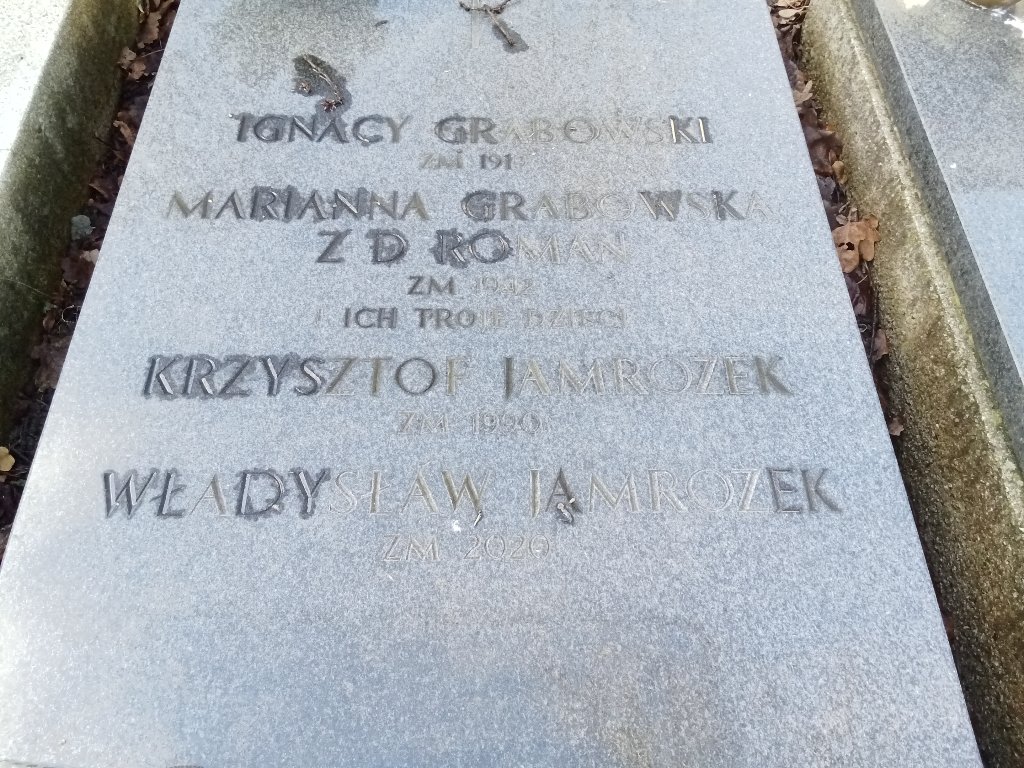 IGNACY GRABOWSKI
ZM
MARIANNA GRABOWSKA
Z D ROMAN
ZM 1942
ICH TROJE DZIECI
KRZYSZTOF JAMROZEK
ZM 1990
WŁADYSŁAW JAMROZEK
ZM 2020